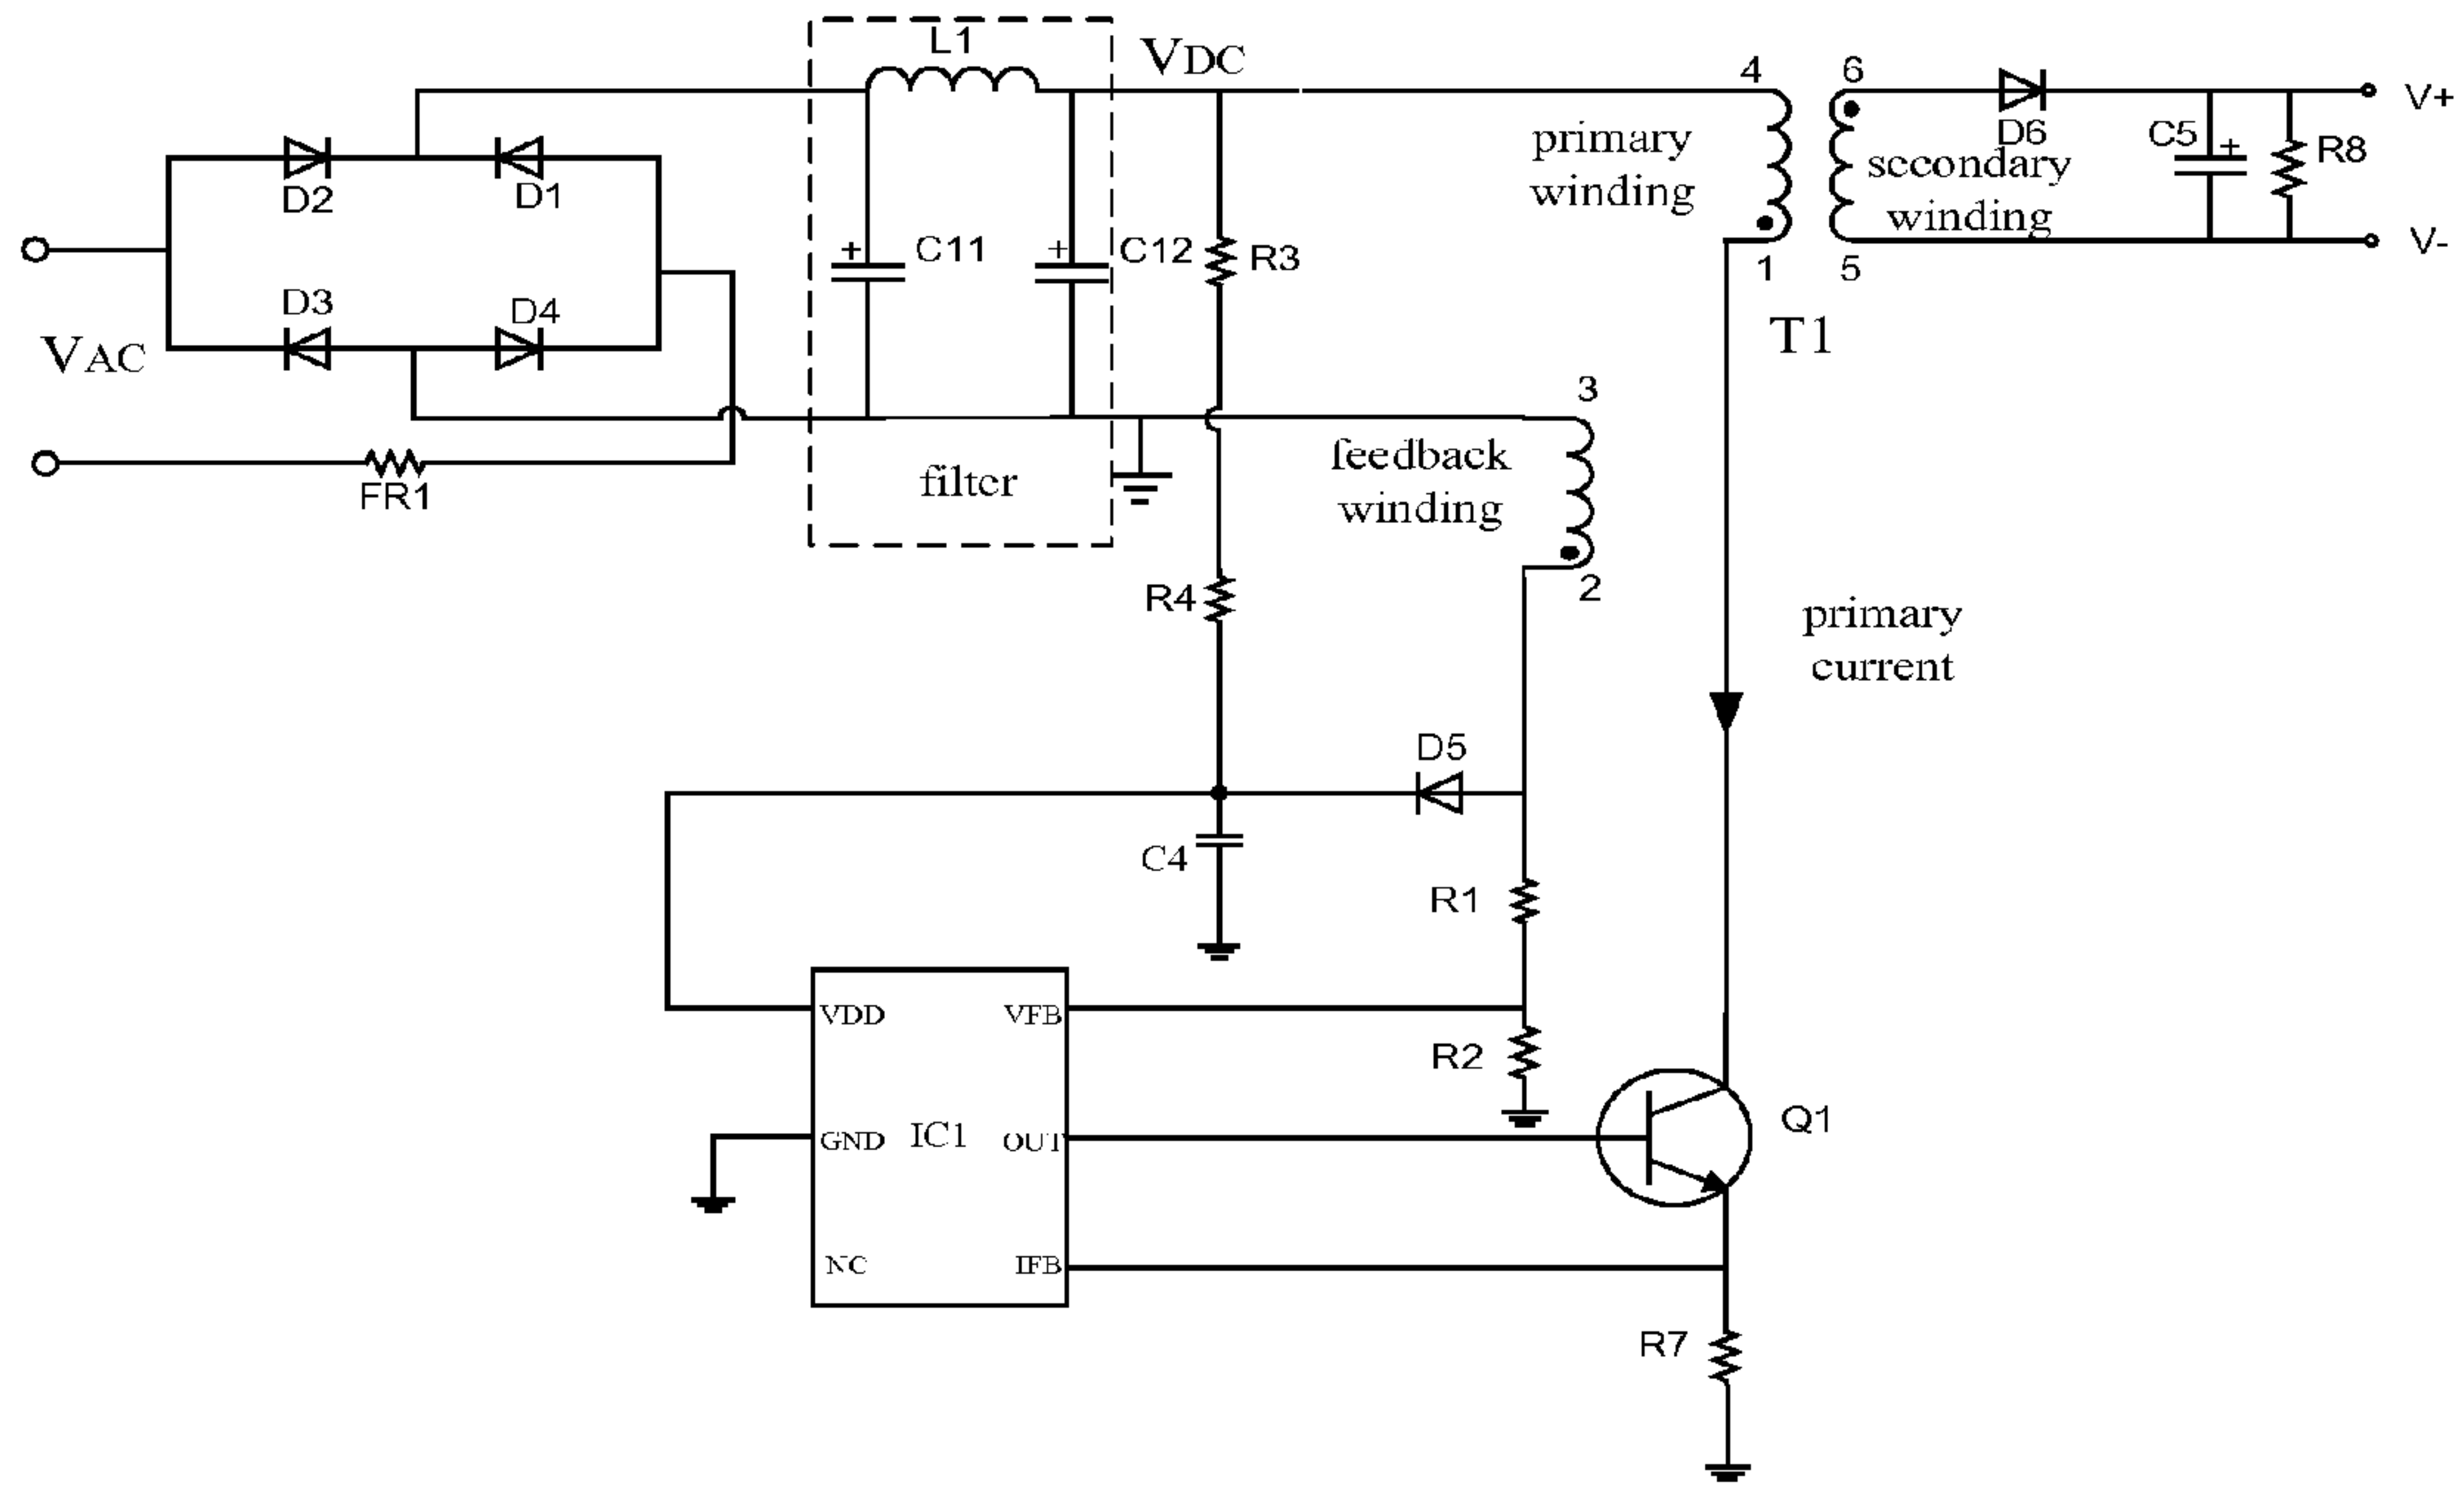 L1
VDC
4
6
V+
D2
D1
primary
winding
D6
secondary
winding
C5
+
R8
+
C11
+
C12
R3
V-
1
5
T1
VAC
D3
D4
FR1
filter
3
feedback
winding
2
R4
primary
current
D5
C4
R1
VDD
VFB
R2
GND
IC1
OUT
Q1
NC
IFB
R7